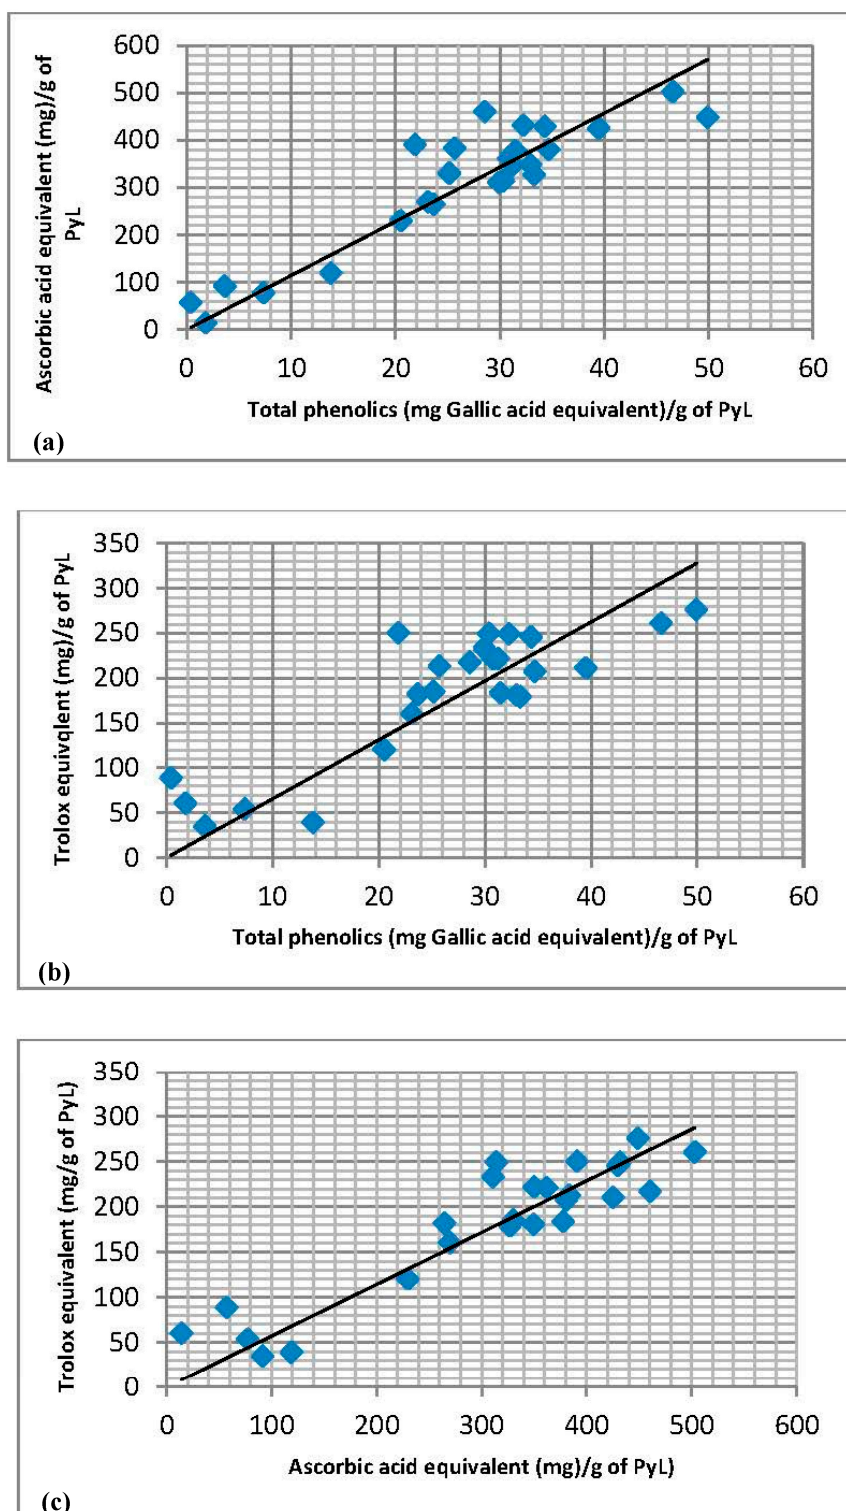 600
500
400
300
200
100
0
Ascorbic acid equivalent (mg)/g of
PyL
0 10 20 30 40 50 60
Total phenolics (mg Gallic acid equivalent)/g of PyL
(a)
350
300
250
200
150
100
50
0
Trolox equivqlent (mg)/g of PyL
0 10 20 30 40 50 60
Total phenolics (mg Gallic acid equivalent)/g of PyL
(b)
350
300
250
200
150
100
50
0
Trolox equivalent (mg/g of PyL)
0 100 200 300 400 500 600
Ascorbic acid equivalent (mg)/g of PyL)
(c)